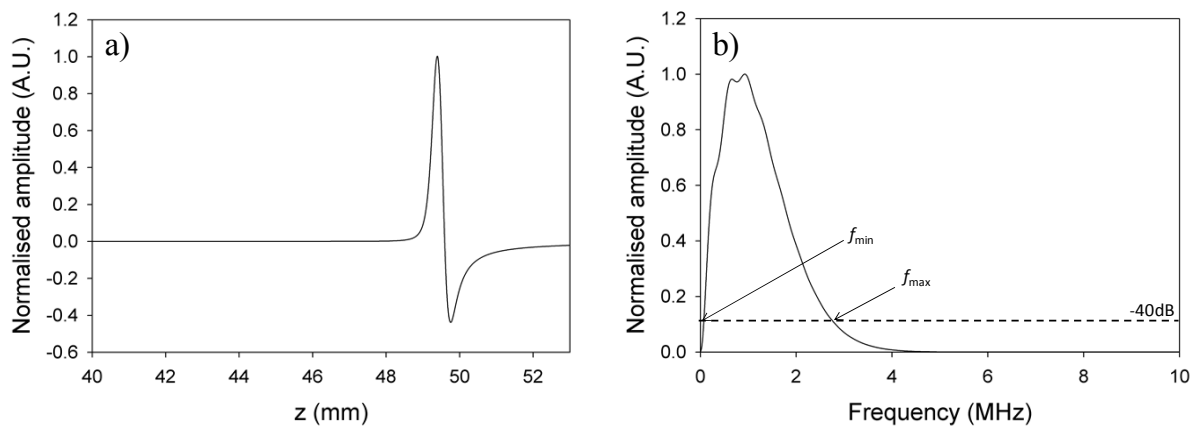 a)
Normalised amplitude (A.U.)
1.2
1.0
0.8
0.6
0.4
0.2
0.0
-0.2
-0.4
-0.6
40 42 44 46 48 50 52
z (mm)
b)
Normalised amplitude (A.U.)
1.2
1.0
0.8
0.6
0.4
0.2
0.0
fmin
fmax
-40dB
0 2 4 6 8 10
Frequency (MHz)